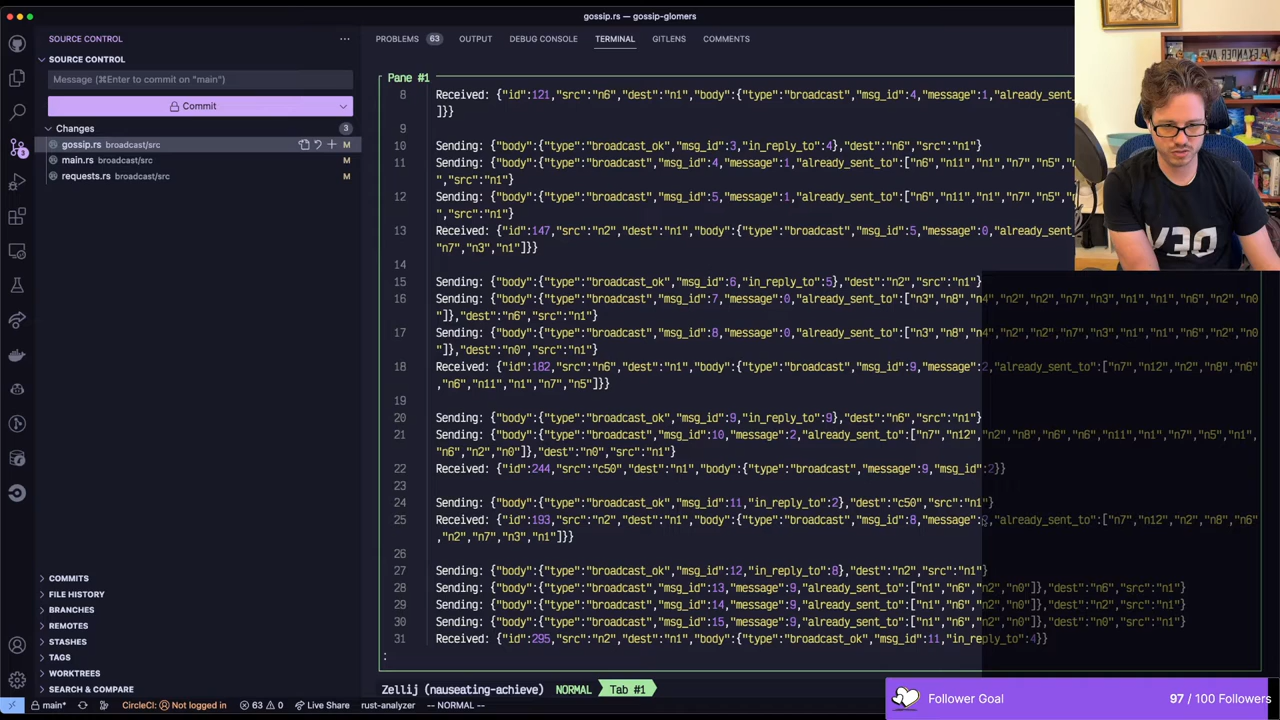 gossip.rs — gossip-glomers
SOURCE CONTROL
SOURCE CONTROL
Message (⌘Enter to commit on "main")
Commit
Changes 3
gossip.rs broadcast/src M
main.rs broadcast/src M
requests.rs broadcast/src M
COMMITS
FILE HISTORY
BRANCHES
REMOTES
STASHES
TAGS
WORKTREES
SEARCH & COMPARE
PROBLEMS 63 OUTPUT DEBUG CONSOLE TERMINAL GITLENS COMMENTS
Pane #1
8 Received: {"id":121,"src":"n6","dest":"n1","body":{"type":"broadcast","msg_id":4,"message":1,"already_sent_
"]}}
9
10 Sending: {"body":{"type":"broadcast_ok","msg_id":3,"in_reply_to":4},"dest":"n6","src":"n1"}
11 Sending: {"body":{"type":"broadcast","msg_id":4,"message":1,"already_sent_to":["n6","n11","n1","n7","n5",
","src":"n1"}
12 Sending: {"body":{"type":"broadcast","msg_id":5,"message":1,"already_sent_to":["n6","n11","n1","n7","n5",
","src":"n1"}
13 Received: {"id":147,"src":"n2","dest":"n1","body":{"type":"broadcast","msg_id":5,"message":0,"already_sent_
"n7","n3","n1"]}}
14
15 Sending: {"body":{"type":"broadcast_ok","msg_id":6,"in_reply_to":5},"dest":"n2","src":"n1"}
16 Sending: {"body":{"type":"broadcast","msg_id":7,"message":0,"already_sent_to":["n3","n8","n4","n2","n2","n7","n3","n1","n1","n6","n2","n0
"]},"dest":"n6","src":"n1"}
17 Sending: {"body":{"type":"broadcast","msg_id":8,"message":0,"already_sent_to":["n3","n8","n4","n2","n2","n7","n3","n1","n1","n6","n2","n0
"]},"dest":"n0","src":"n1"}
18 Received: {"id":182,"src":"n6","dest":"n1","body":{"type":"broadcast","msg_id":9,"message":2,"already_sent_to":["n7","n12","n2","n8","n6"
,"n6","n11","n1","n7","n5"]}}
19
20 Sending: {"body":{"type":"broadcast_ok","msg_id":9,"in_reply_to":9},"dest":"n6","src":"n1"}
21 Sending: {"body":{"type":"broadcast","msg_id":10,"message":2,"already_sent_to":["n7","n12","n2","n8","n6","n6","n11","n1","n7","n5","n1",
"n6","n2","n0"]},"dest":"n0","src":"n1"}
22 Received: {"id":244,"src":"c50","dest":"n1","body":{"type":"broadcast","message":9,"msg_id":2}}
23
24 Sending: {"body":{"type":"broadcast_ok","msg_id":11,"in_reply_to":2},"dest":"c50","src":"n1"}
25 Received: {"id":193,"src":"n2","dest":"n1","body":{"type":"broadcast","msg_id":8,"message": ,"already_sent_to":["n7","n12","n2","n8","n6"
,"n2","n7","n3","n1"]}}
26
27 Sending: {"body":{"type":"broadcast_ok","msg_id":12,"in_reply_to":8},"dest":"n2","src":"n1"}
28 Sending: {"body":{"type":"broadcast","msg_id":13,"message":9,"already_sent_to":["n1","n6","n2","n0"]},"dest":"n6","src":"n1"}
29 Sending: {"body":{"type":"broadcast","msg_id":14,"message":9,"already_sent_to":["n1","n6","n2","n0"]},"dest":"n2","src":"n1"}
30 Sending: {"body":{"type":"broadcast","msg_id":15,"message":9,"already_sent_to":["n1","n6","n2","n0"]},"dest":"n0","src":"n1"}
31 Received: {"id":295,"src":"n2","dest":"n1","body":{"type":"broadcast_ok","msg_id":11,"in_reply_to":4}}
:
Zellij (nauseating-achieve) NORMAL Tab #1
main* CircleCI: Not logged in 63 0 Live Share rust-analyzer -- NORMAL --
Follower Goal 97 / 100 Followers